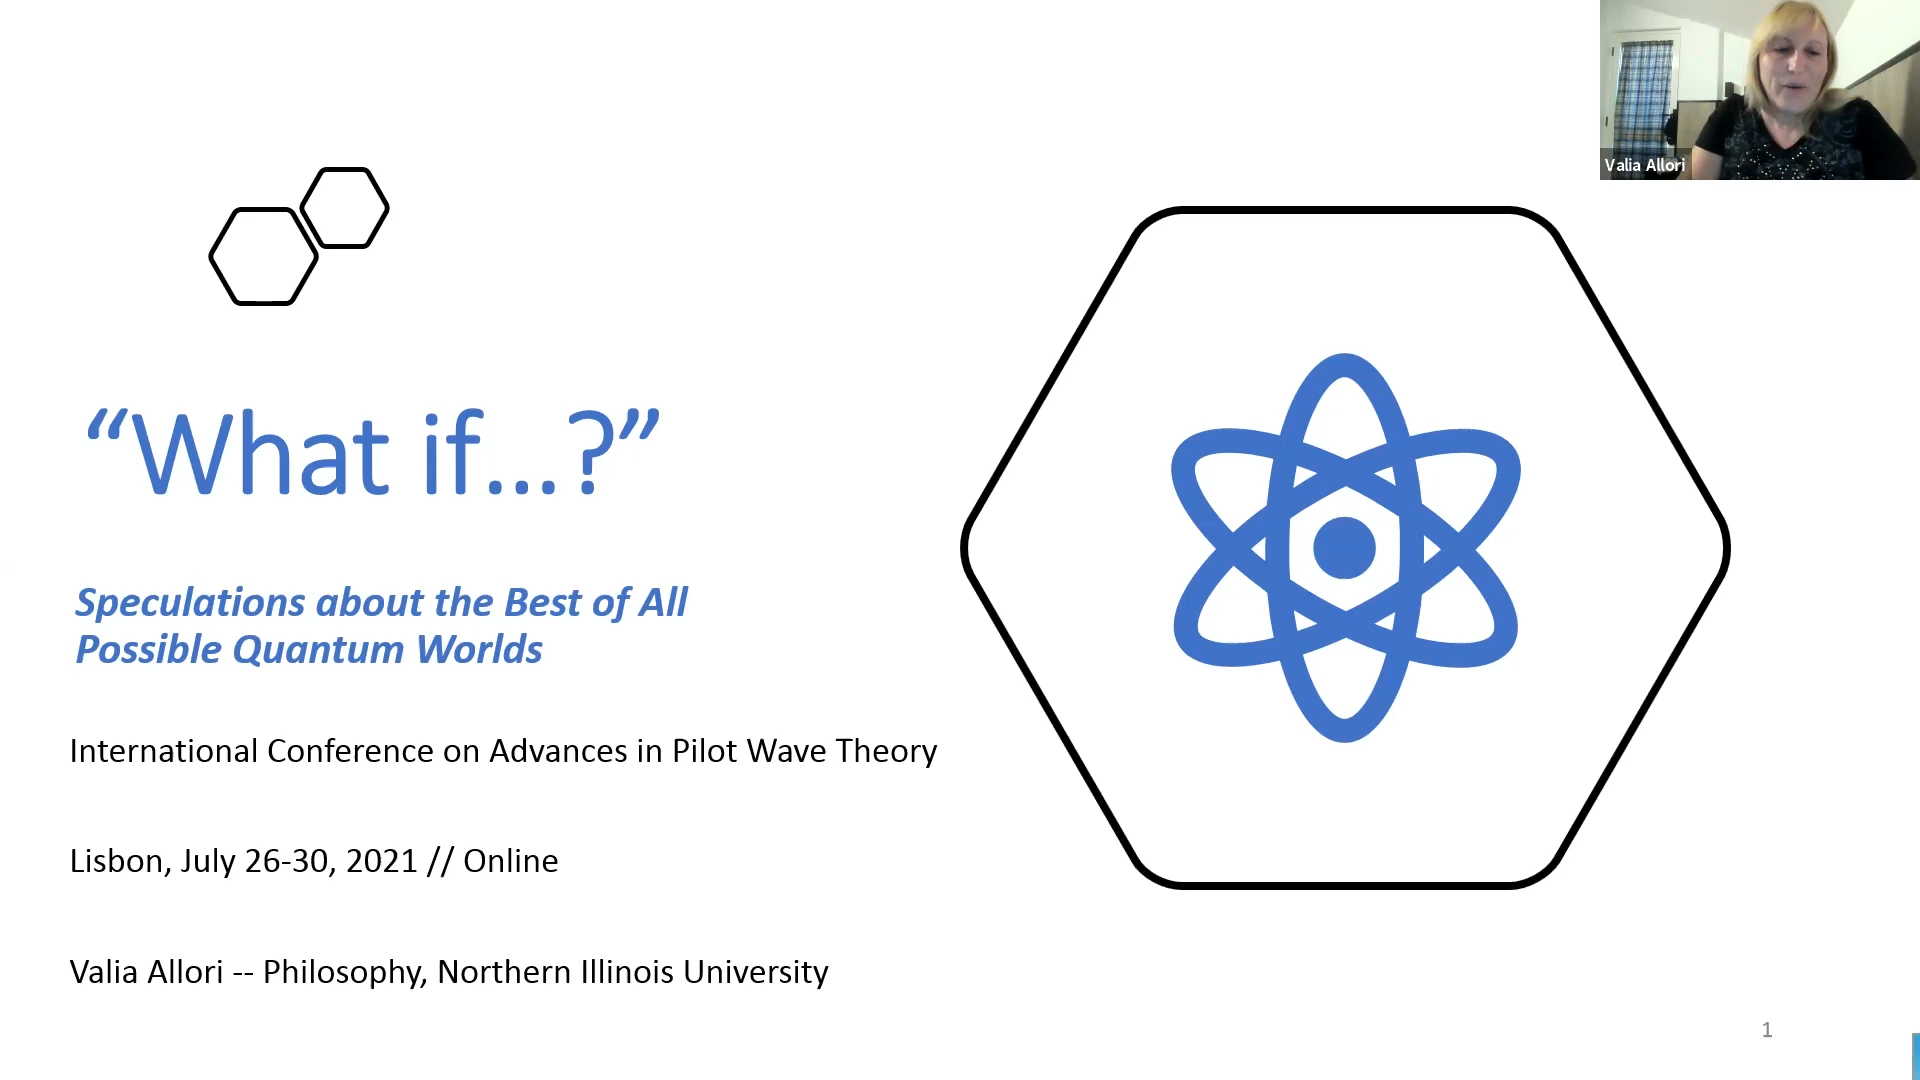 Valia Allori
“What if...?”
Speculations about the Best of All
Possible Quantum Worlds
International Conference on Advances in Pilot Wave Theory
Lisbon, July 26-30, 2021 // Online
Valia Allori -- Philosophy, Northern Illinois University
1